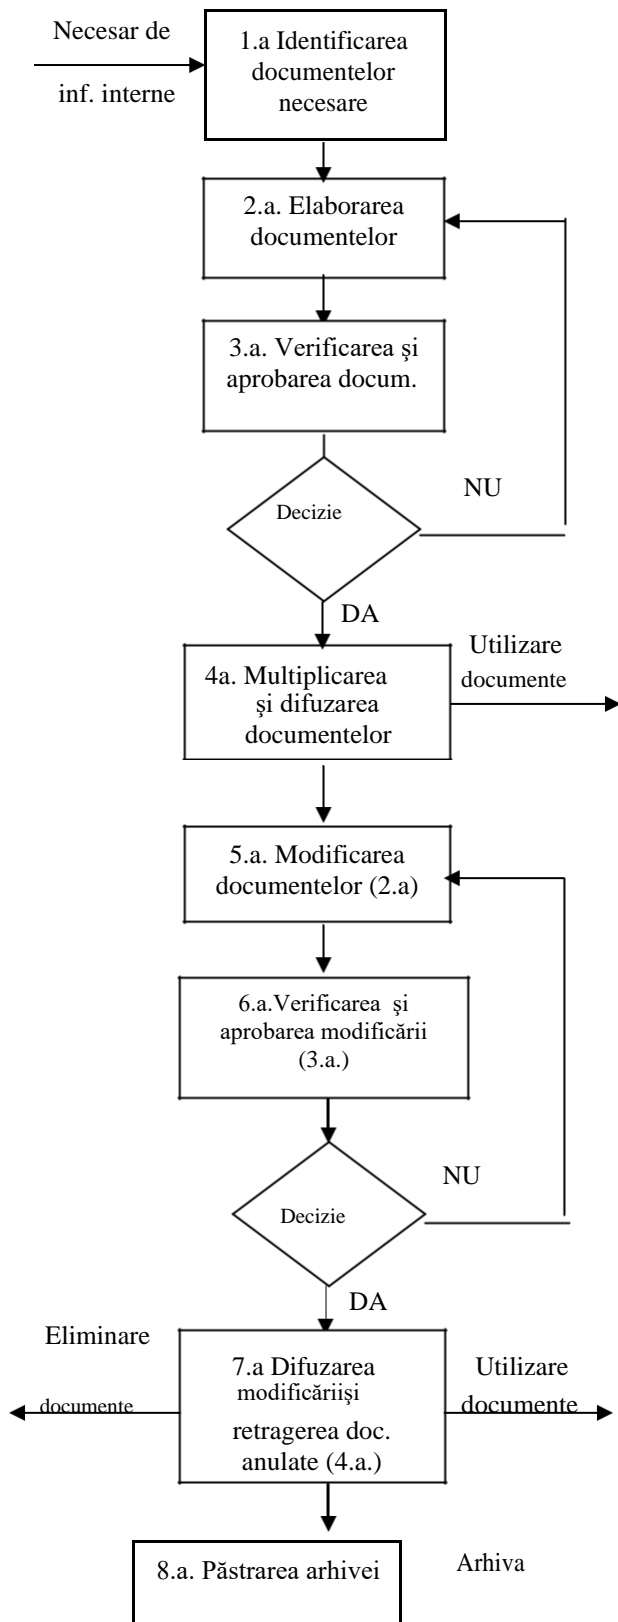 Necesar de
inf. interne
1.a Identificarea
documentelor
necesare
2.a. Elaborarea
documentelor
3.a. Verificarea şi
aprobarea docum.
Decizie
NU
DA
4a. Multiplicarea
şi difuzarea
documentelor
Utilizare
documente
5.a. Modificarea
documentelor (2.a)
6.a.Verificarea şi
aprobarea modificării
(3.a.)
Decizie
NU
DA
Eliminare
documente
7.a Difuzarea
modificăriişi
retragerea doc.
anulate (4.a.)
Utilizare
documente
8.a. Păstrarea arhivei
Arhiva